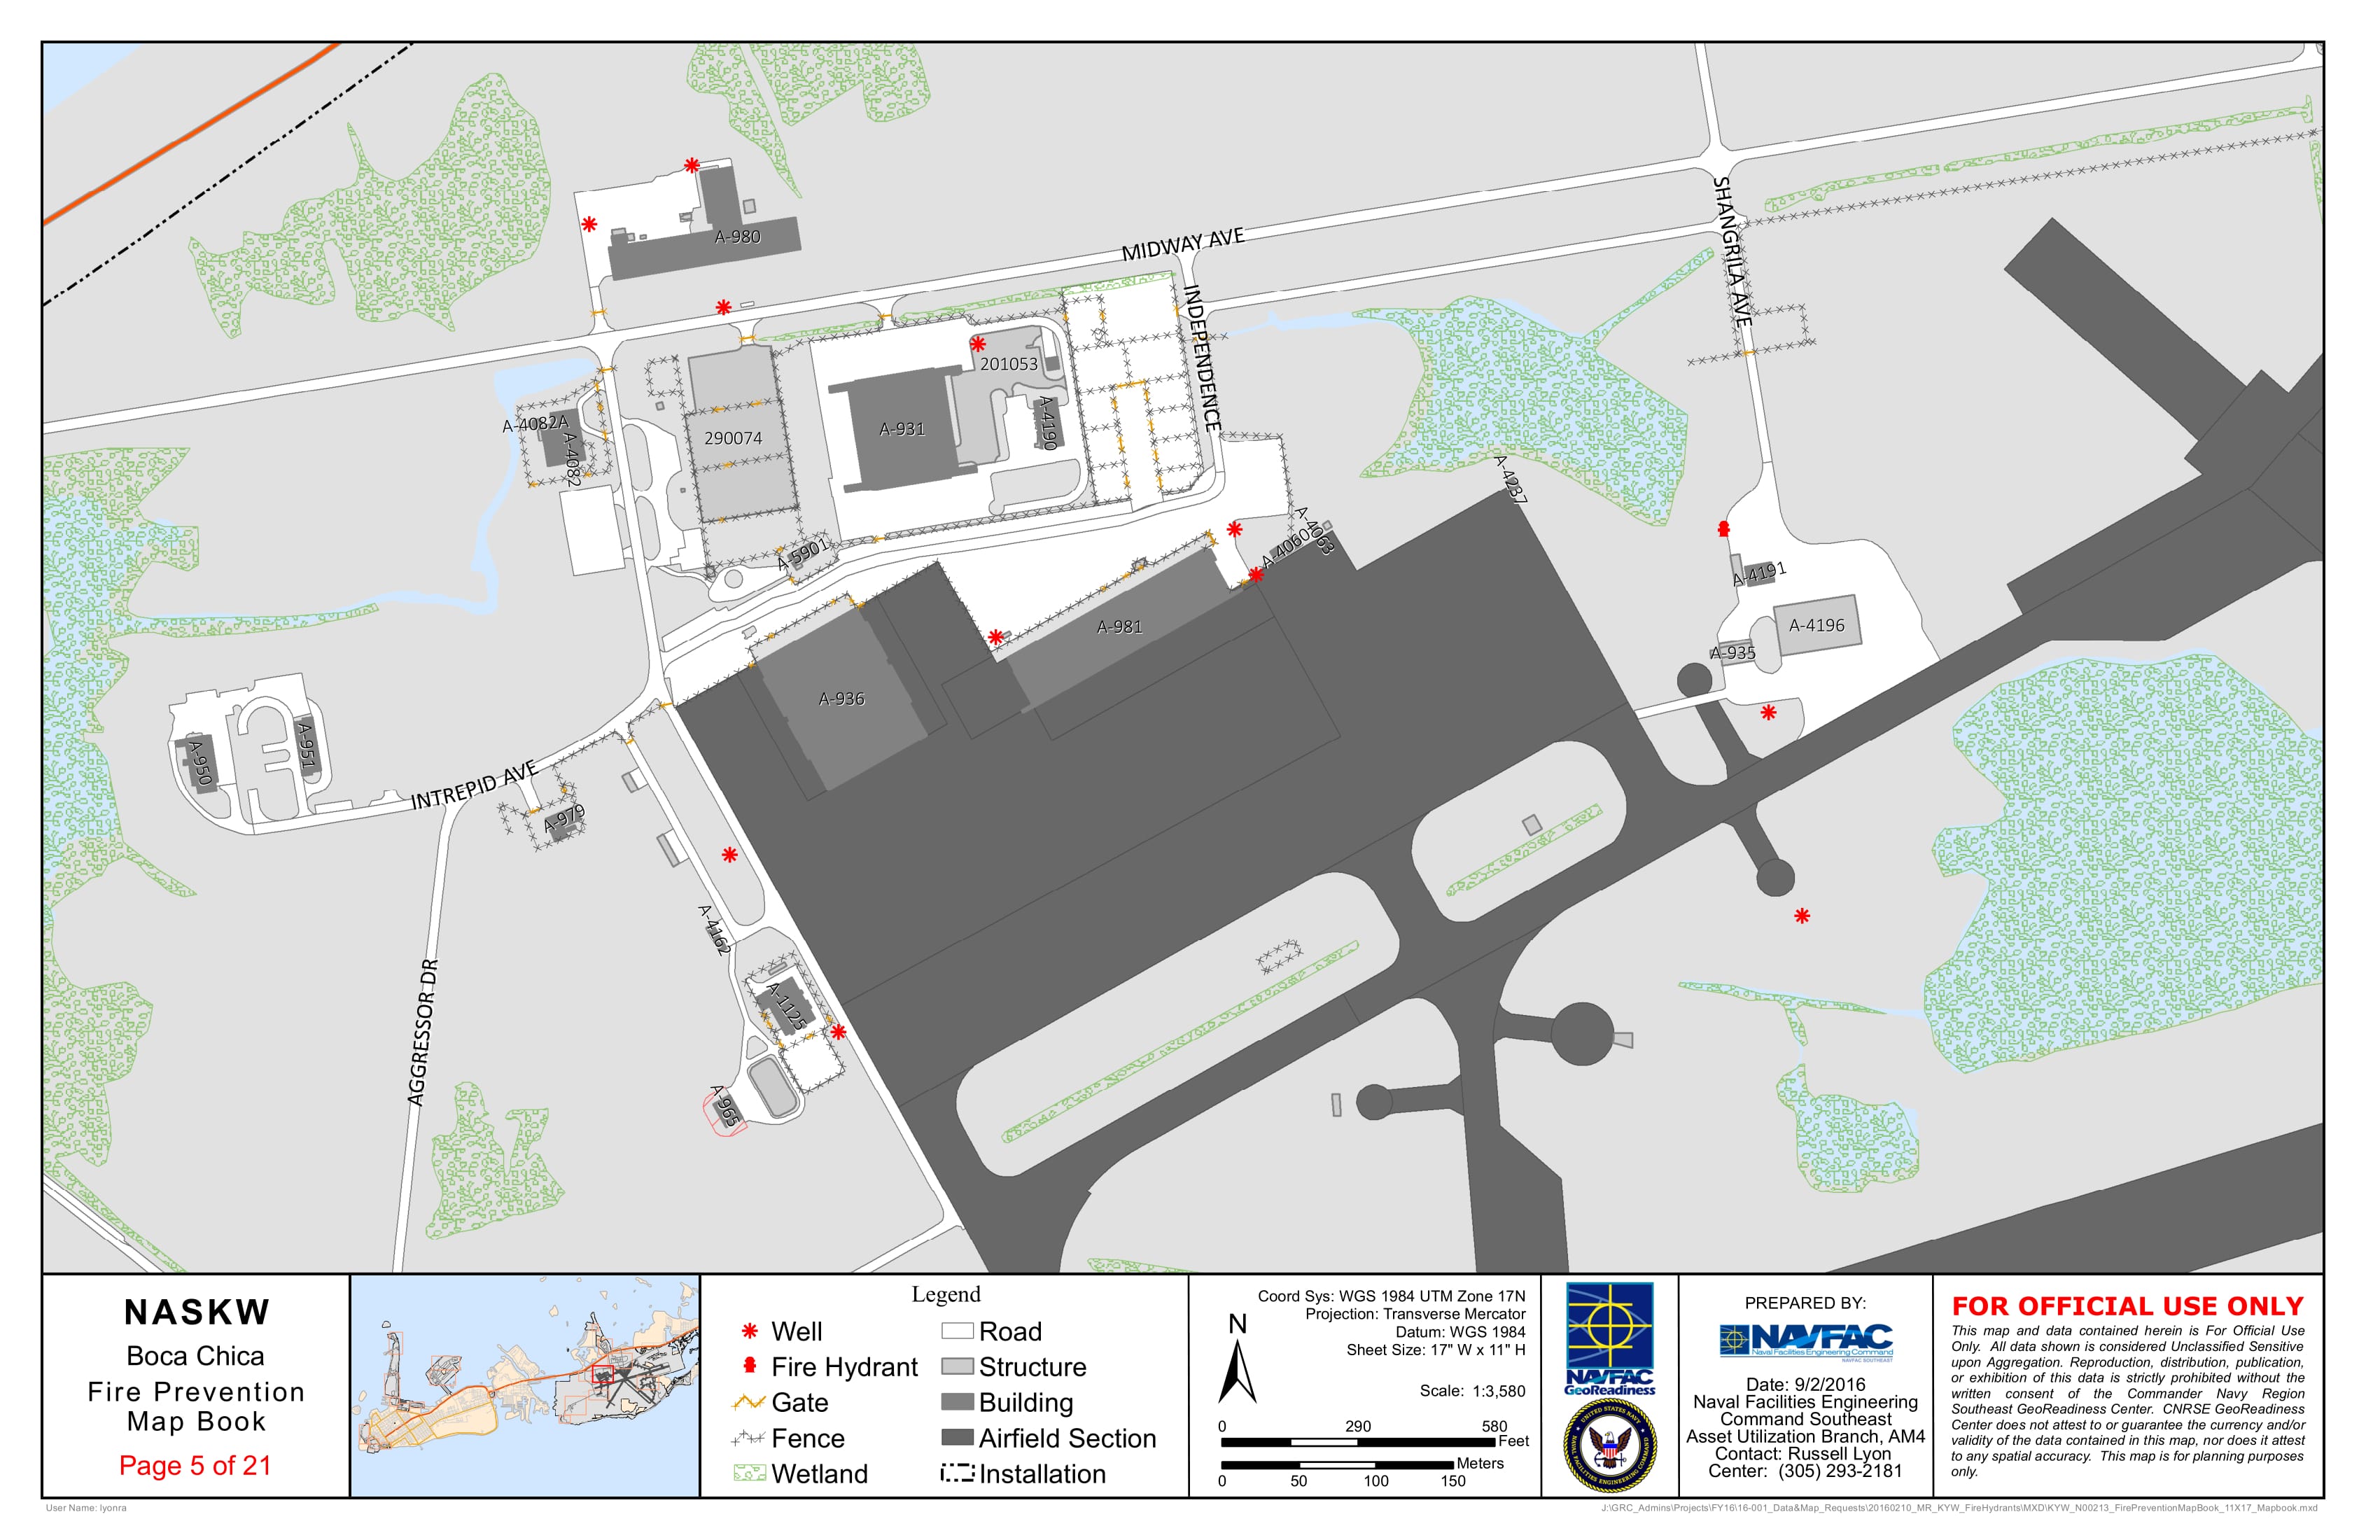 MIDWAY AVE
SHANGRILA AVE
INDEPENDENCE
A-980
201053
A-4082A
A-4082
290074
A-931
A-4190
A-4237
A-5901
A-4060
A-4063
A-4191
A-981
A-4196
A-935
A-936
A-950
A-951
INTREPID AVE
A-979
A-4162
AGGRESSOR DR
A-1125
A-965
NASKW
Boca Chica
Fire Prevention
Map Book
Page 5 of 21
Legend
Well
Fire Hydrant
Gate
Fence
Wetland
Road
Structure
Building
Airfield Section
Installation
Coord Sys: WGS 1984 UTM Zone 17N
Projection: Transverse Mercator
Datum: WGS 1984
Sheet Size: 17" W x 11" H
N
Scale: 1:3,580
0 290 580
Feet
Meters
0 50 100 150
NAVFAC
GeoReadiness
UNITED STATES NAVY
NAVAL FACILITIES ENGINEERING COMMAND
PREPARED BY:
NAVFAC
Naval Facilities Engineering Command
NAVFAC SOUTHEAST
Date: 9/2/2016
Naval Facilities Engineering
Command Southeast
Asset Utilization Branch, AM4
Contact: Russell Lyon
Center: (305) 293-2181
FOR OFFICIAL USE ONLY
This map and data contained herein is For Official Use
Only. All data shown is considered Unclassified Sensitive
upon Aggregation. Reproduction, distribution, publication,
or exhibition of this data is strictly prohibited without the
written consent of the Commander Navy Region
Southeast GeoReadiness Center. CNRSE GeoReadiness
Center does not attest to or guarantee the currency and/or
validity of the data contained in this map, nor does it attest
to any spatial accuracy. This map is for planning purposes
only.
User Name: lyonra
J:\GRC_Admins\Projects\FY16\16-001_Data&Map_Requests\20160210_MR_KYW_FireHydrants\MXD\KYW_N00213_FirePreventionMapBook_11X17_Mapbook.mxd